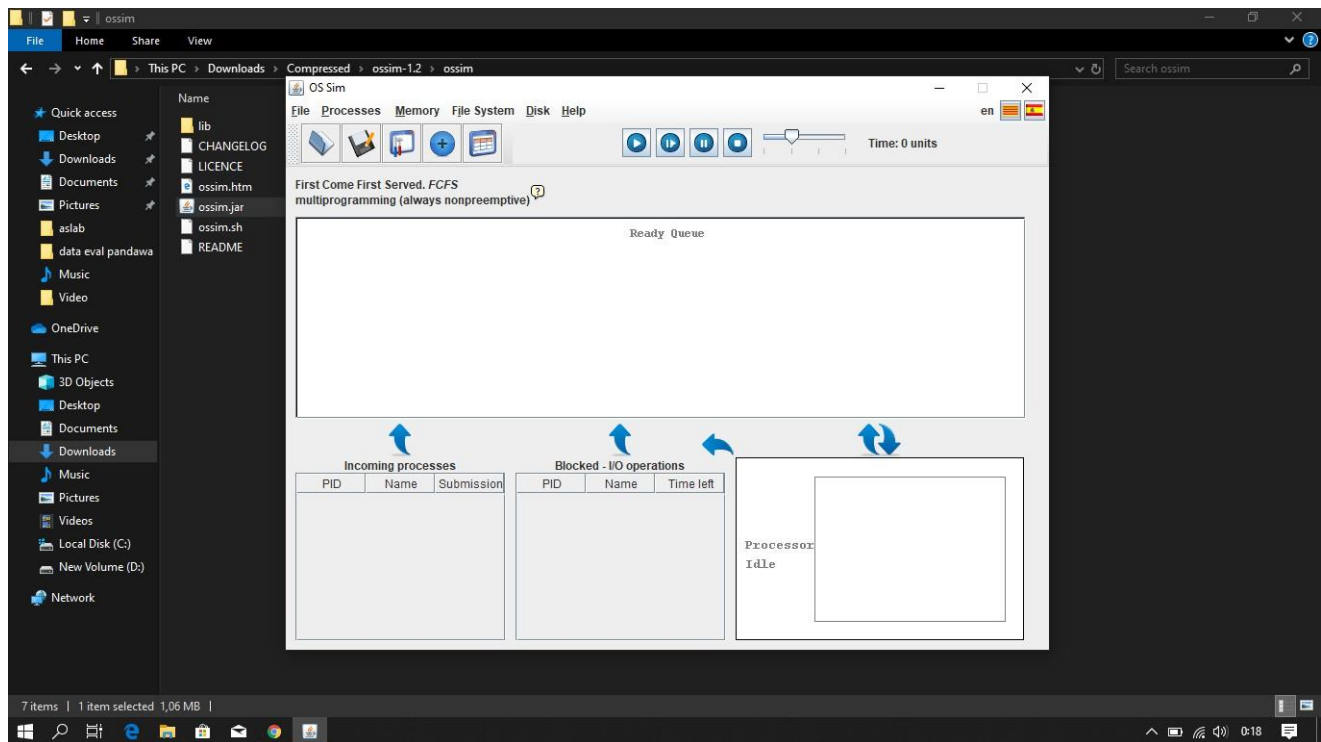 ossim
File Home Share View
This PC > Downloads > Compressed > ossim-1.2 > ossim
Search ossim
Quick access
Desktop
Downloads
Documents
Pictures
aslab
data eval pandawa
Music
Video
OneDrive
This PC
3D Objects
Desktop
Documents
Downloads
Music
Pictures
Videos
Local Disk (C:)
New Volume (D:)
Network
Name
lib
CHANGELOG
LICENCE
ossim.htm
ossim.jar
ossim.sh
README
OS Sim
File Processes Memory File System Disk Help en
Time: 0 units
First Come First Served. FCFS
multiprogramming (always nonpreemptive) ?
Ready Queue
Incoming processes
PID Name Submission
Blocked - I/O operations
PID Name Time left
Processor
Idle
7 items | 1 item selected 1,06 MB |
0:18